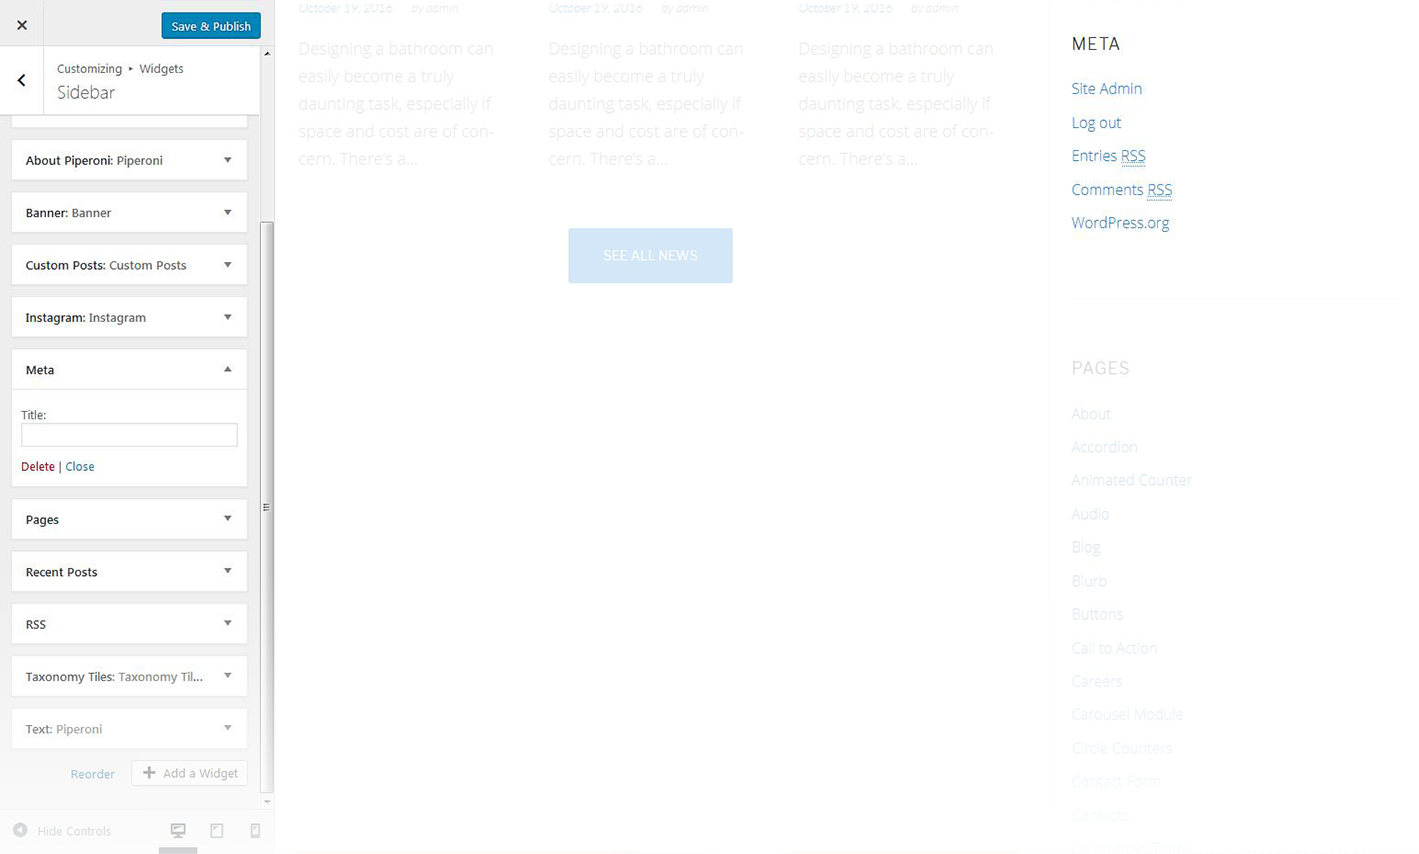 Save & Publish
Customizing ▸ Widgets
Sidebar
About Piperoni: Piperoni
Banner: Banner
Custom Posts: Custom Posts
Instagram: Instagram
Meta
Title:
Delete | Close
Pages
Recent Posts
RSS
Taxonomy Tiles: Taxonomy Til...
Text: Piperoni
Reorder
Add a Widget
Hide Controls
October 19, 2016 by admin
Designing a bathroom can
easily become a truly
daunting task, especially if
space and cost are of con-
cern. There's a...
October 19, 2016 by admin
Designing a bathroom can
easily become a truly
daunting task, especially if
space and cost are of con-
cern. There's a...
October 19, 2016 by admin
Designing a bathroom can
easily become a truly
daunting task, especially if
space and cost are of con-
cern. There's a...
SEE ALL NEWS
META
Site Admin
Log out
Entries RSS
Comments RSS
WordPress.org
PAGES
About
Accordion
Animated Counter
Audio
Blog
Blurb
Buttons
Call to Action
Careers
Carousel Module
Circle Counters
Contact Form
Contacts